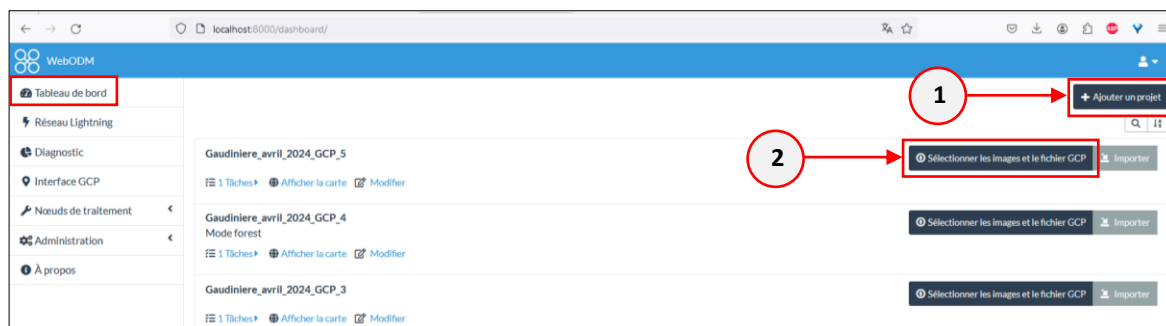 localhost:8000/dashboard/
WebODM
Tableau de bord
1
+ Ajouter un projet
Réseau Lightning
Diagnostic
Gaudiniere_avril_2024_GCP_5
2
Sélectionner les images et le fichier GCP
Importer
Interface GCP
1 Tâches Afficher la carte Modifier
Nœuds de traitement
Gaudiniere_avril_2024_GCP_4
Sélectionner les images et le fichier GCP
Importer
Mode forest
Administration
1 Tâches Afficher la carte Modifier
À propos
Gaudiniere_avril_2024_GCP_3
Sélectionner les images et le fichier GCP
Importer
1 Tâches Afficher la carte Modifier